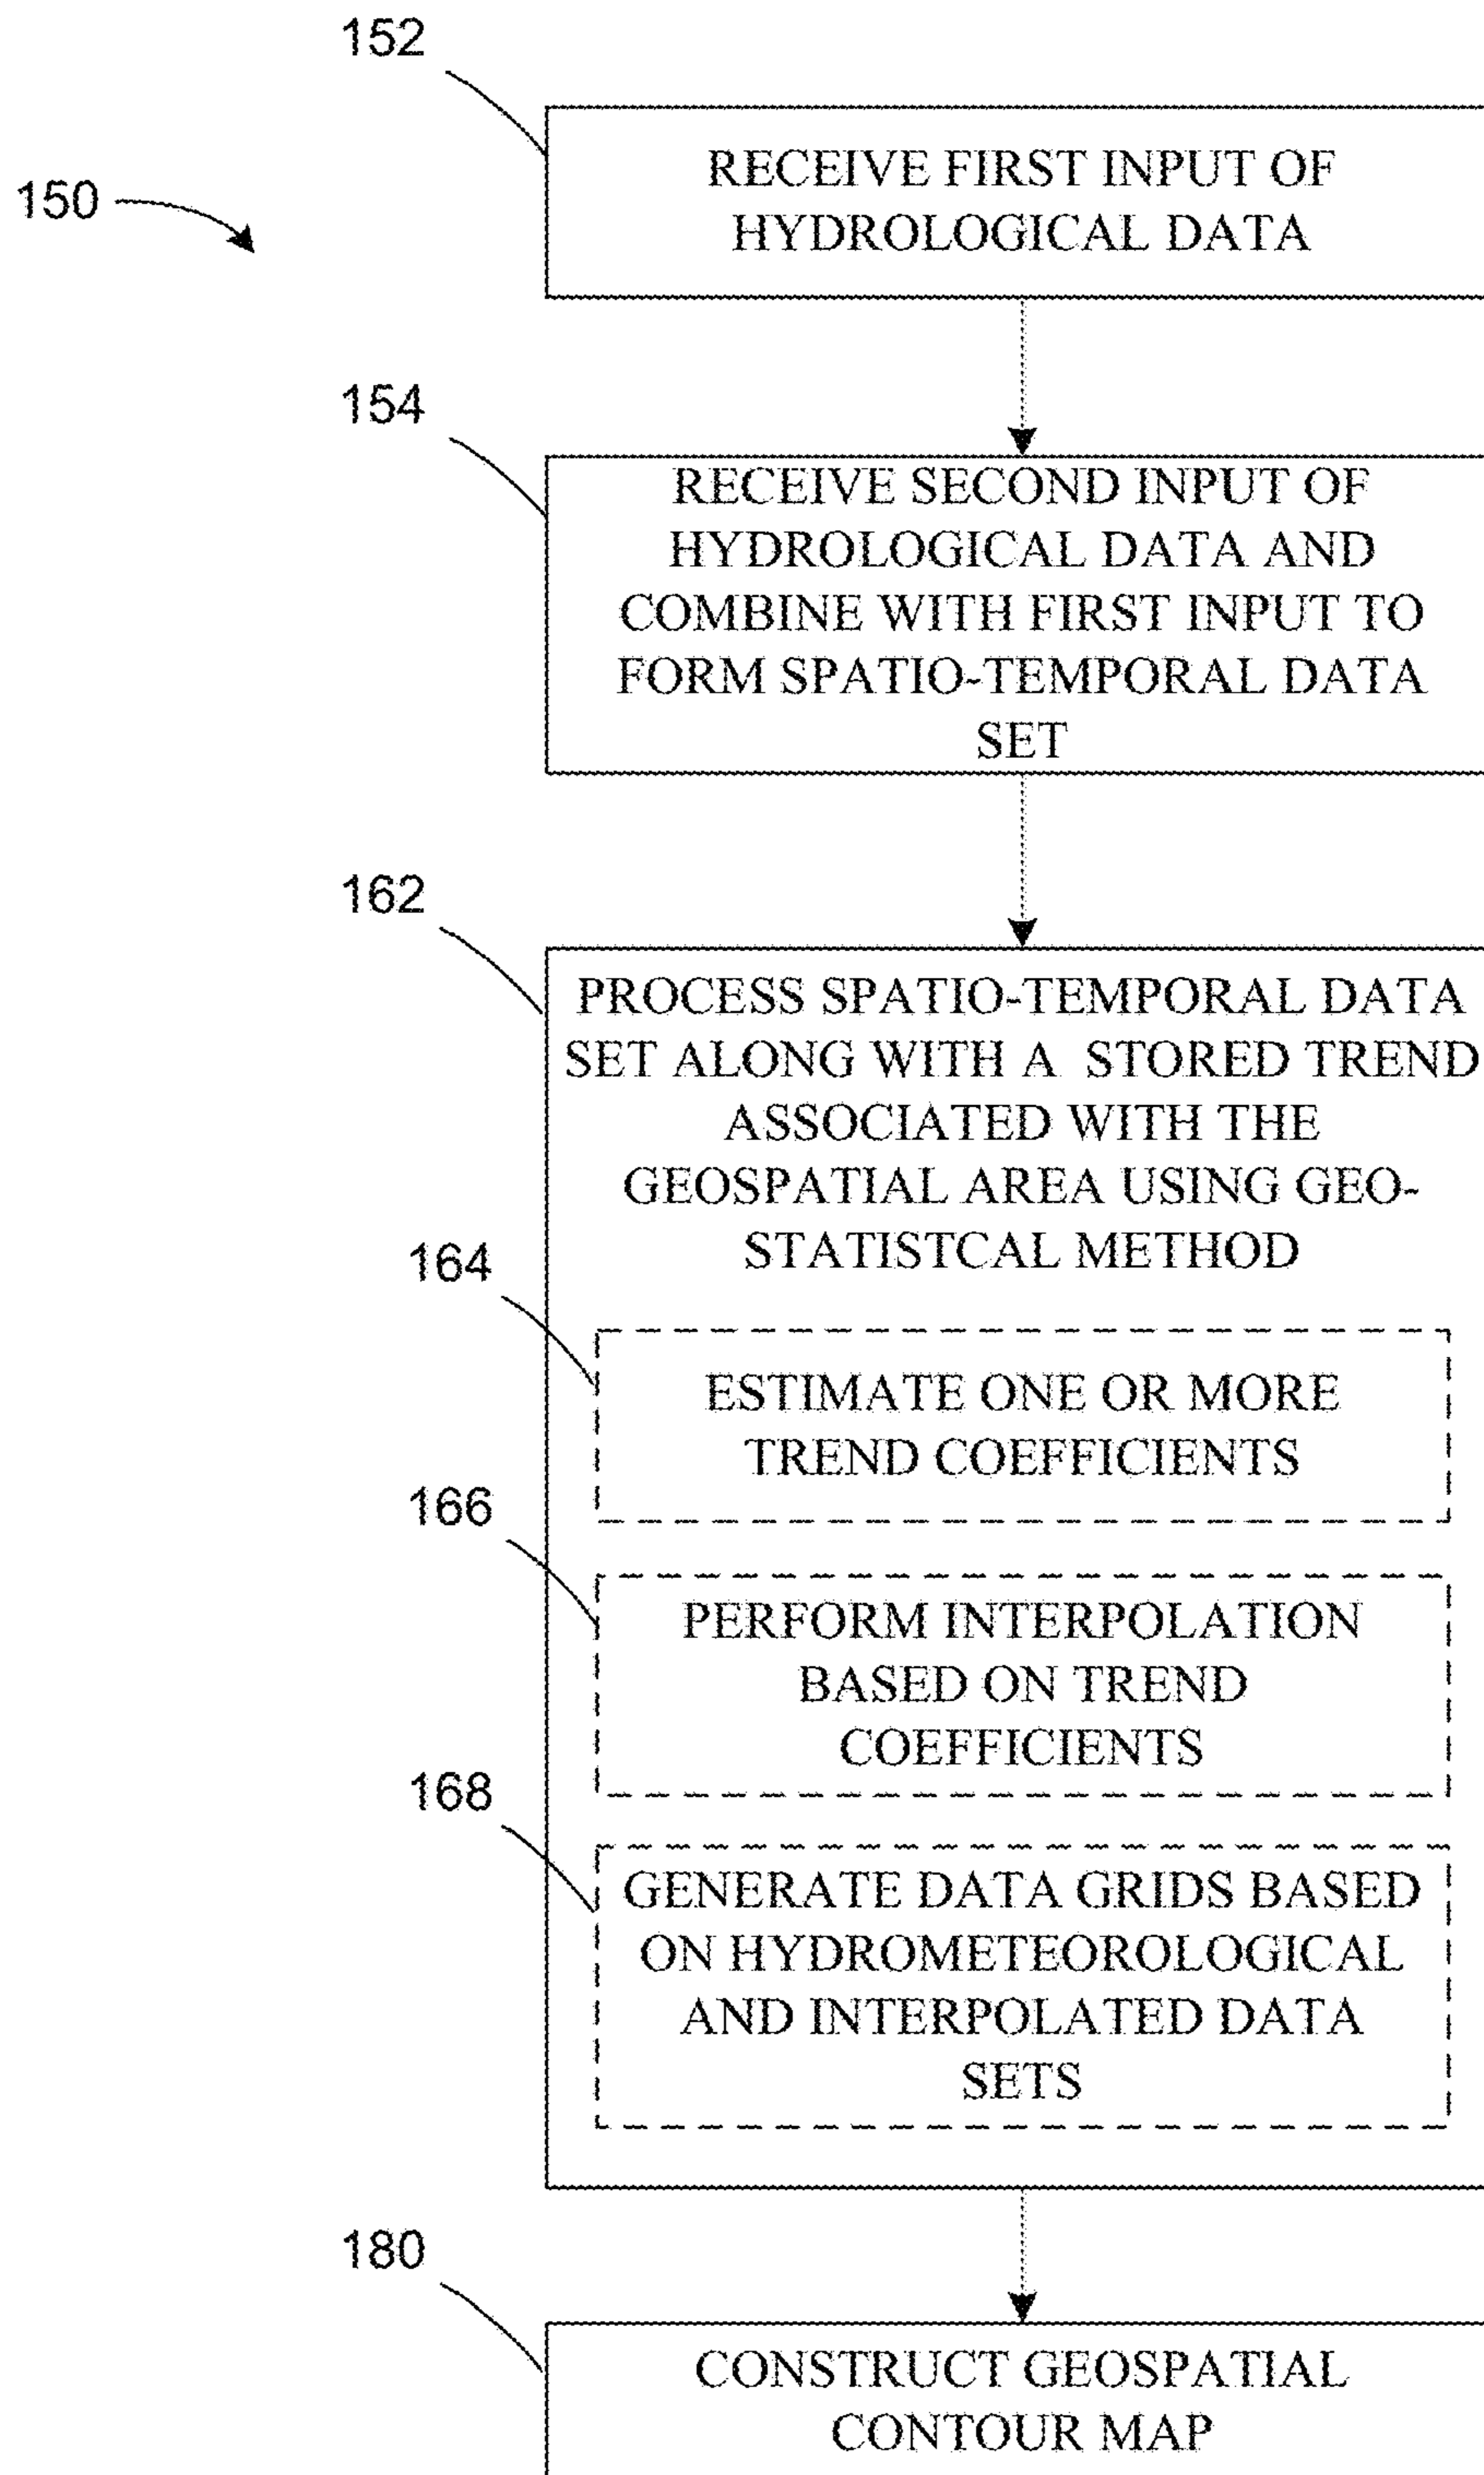 152
150
RECEIVE FIRST INPUT OF
HYDROLOGICAL DATA
154
RECEIVE SECOND INPUT OF
HYDROLOGICAL DATA AND
COMBINE WITH FIRST INPUT TO
FORM SPATIO-TEMPORAL DATA
SET
162
PROCESS SPATIO-TEMPORAL DATA
SET ALONG WITH A STORED TREND
ASSOCIATED WITH THE
GEOSPATIAL AREA USING GEO-
STATISTCAL METHOD
164
ESTIMATE ONE OR MORE
TREND COEFFICIENTS
166
PERFORM INTERPOLATION
BASED ON TREND
COEFFICIENTS
168
GENERATE DATA GRIDS BASED
ON HYDROMETEOROLOGICAL
AND INTERPOLATED DATA
SETS
180
CONSTRUCT GEOSPATIAL
CONTOUR MAP